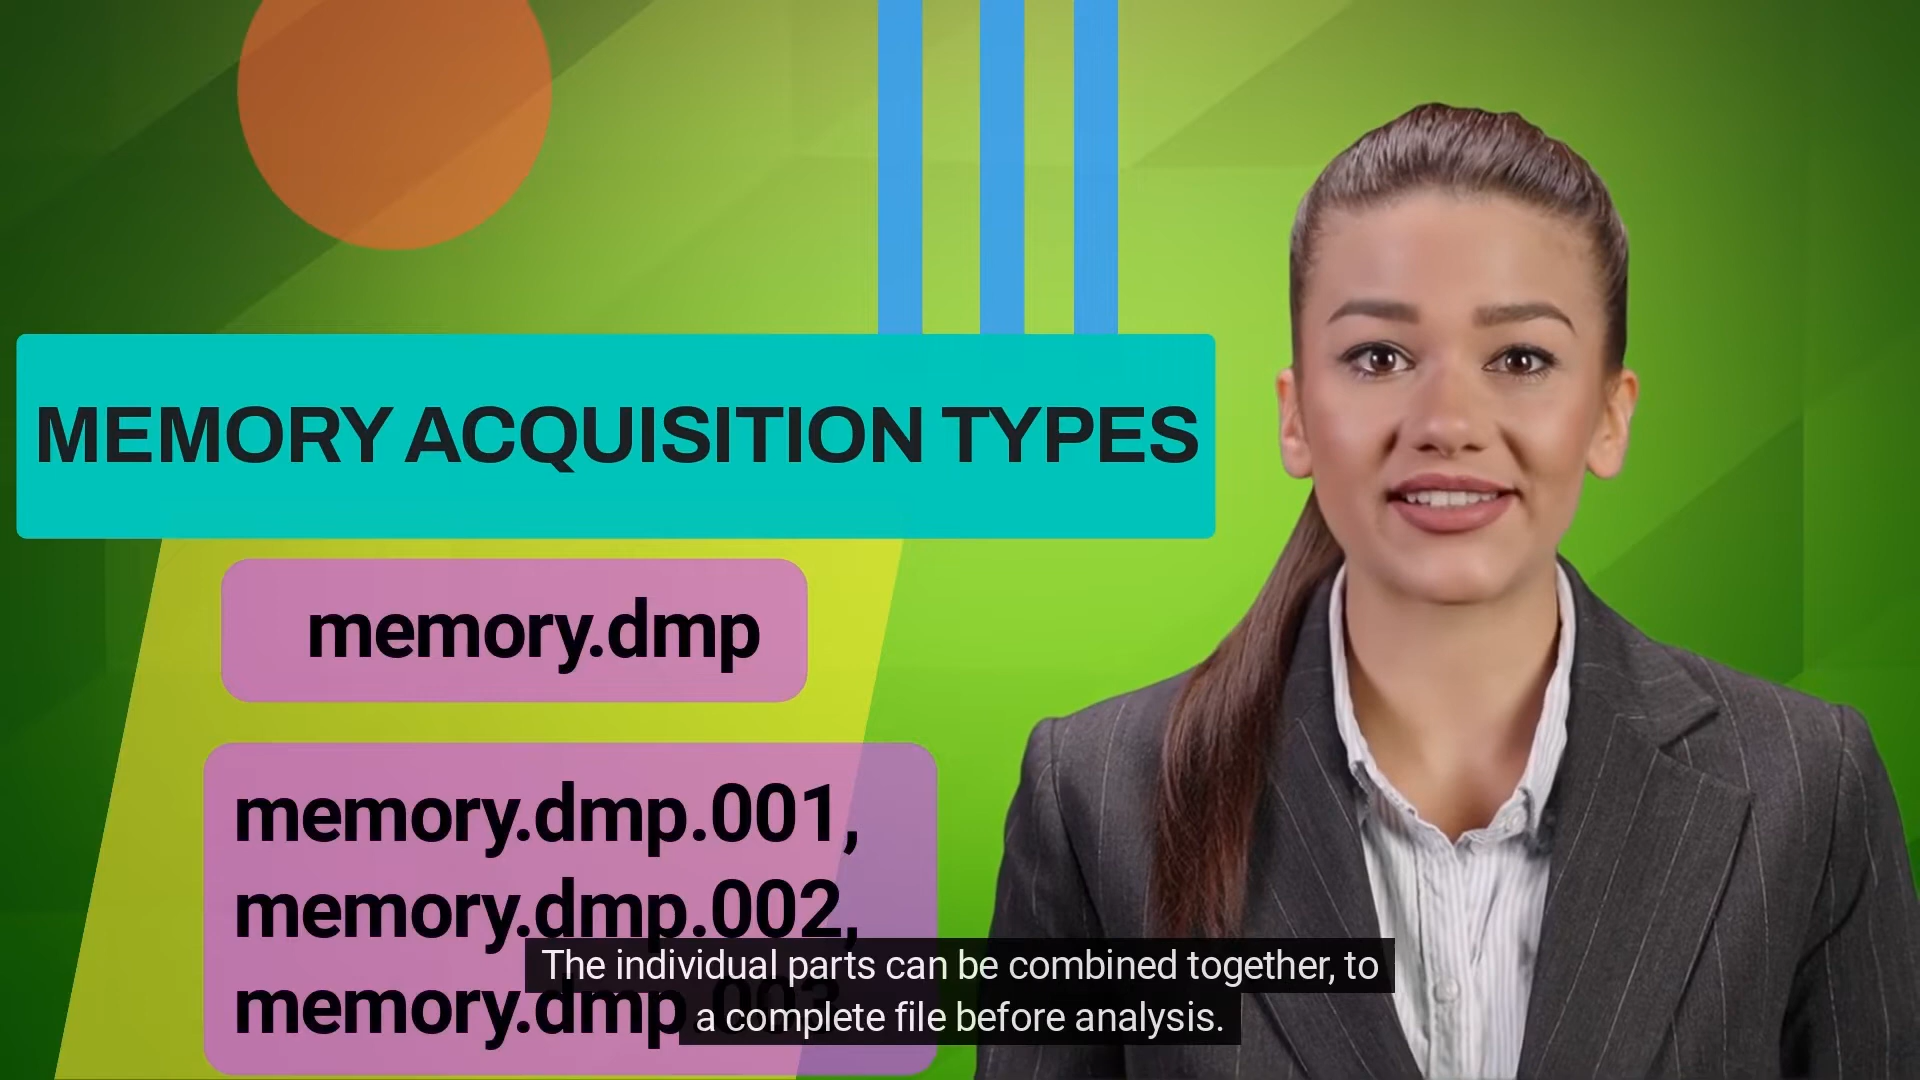 MEMORY ACQUISITION TYPES
memory.dmp
memory.dmp.001,
memory.dmp.002,
memory.dmp.003
The individual parts can be combined together, to
a complete file before analysis.